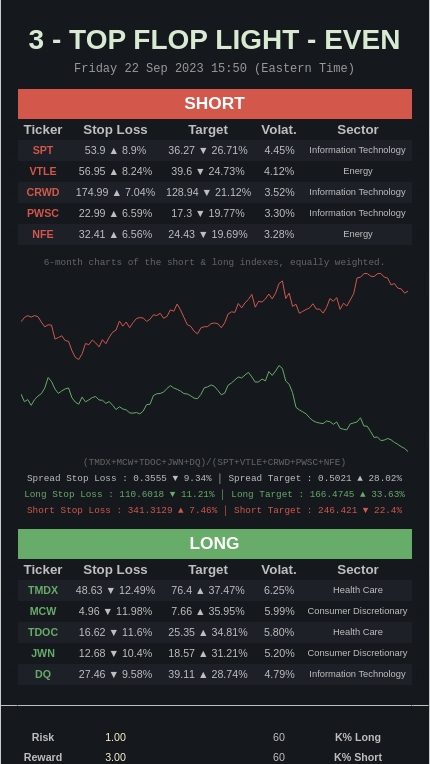 3 - TOP FLOP LIGHT - EVEN
Friday 22 Sep 2023 15:50 (Eastern Time)
SHORT
Ticker Stop Loss Target Volat. Sector
SPT 53.9 ▲ 8.9% 36.27 ▼ 26.71% 4.45% Information Technology
VTLE 56.95 ▲ 8.24% 39.6 ▼ 24.73% 4.12% Energy
CRWD 174.99 ▲ 7.04% 128.94 ▼ 21.12% 3.52% Information Technology
PWSC 22.99 ▲ 6.59% 17.3 ▼ 19.77% 3.30% Information Technology
NFE 32.41 ▲ 6.56% 24.43 ▼ 19.69% 3.28% Energy
6-month charts of the short & long indexes, equally weighted.
(TMDX+MCW+TDOC+JWN+DQ)/(SPT+VTLE+CRWD+PWSC+NFE)
Spread Stop Loss : 0.3555 ▼ 9.34% | Spread Target : 0.5021 ▲ 28.02%
Long Stop Loss : 110.6018 ▼ 11.21% | Long Target : 166.4745 ▲ 33.63%
Short Stop Loss : 341.3129 ▲ 7.46% | Short Target : 246.421 ▼ 22.4%
LONG
Ticker Stop Loss Target Volat. Sector
TMDX 48.63 ▼ 12.49% 76.4 ▲ 37.47% 6.25% Health Care
MCW 4.96 ▼ 11.98% 7.66 ▲ 35.95% 5.99% Consumer Discretionary
TDOC 16.62 ▼ 11.6% 25.35 ▲ 34.81% 5.80% Health Care
JWN 12.68 ▼ 10.4% 18.57 ▲ 31.21% 5.20% Consumer Discretionary
DQ 27.46 ▼ 9.58% 39.11 ▲ 28.74% 4.79% Information Technology
Risk 1.00 60 K% Long
Reward 3.00 60 K% Short